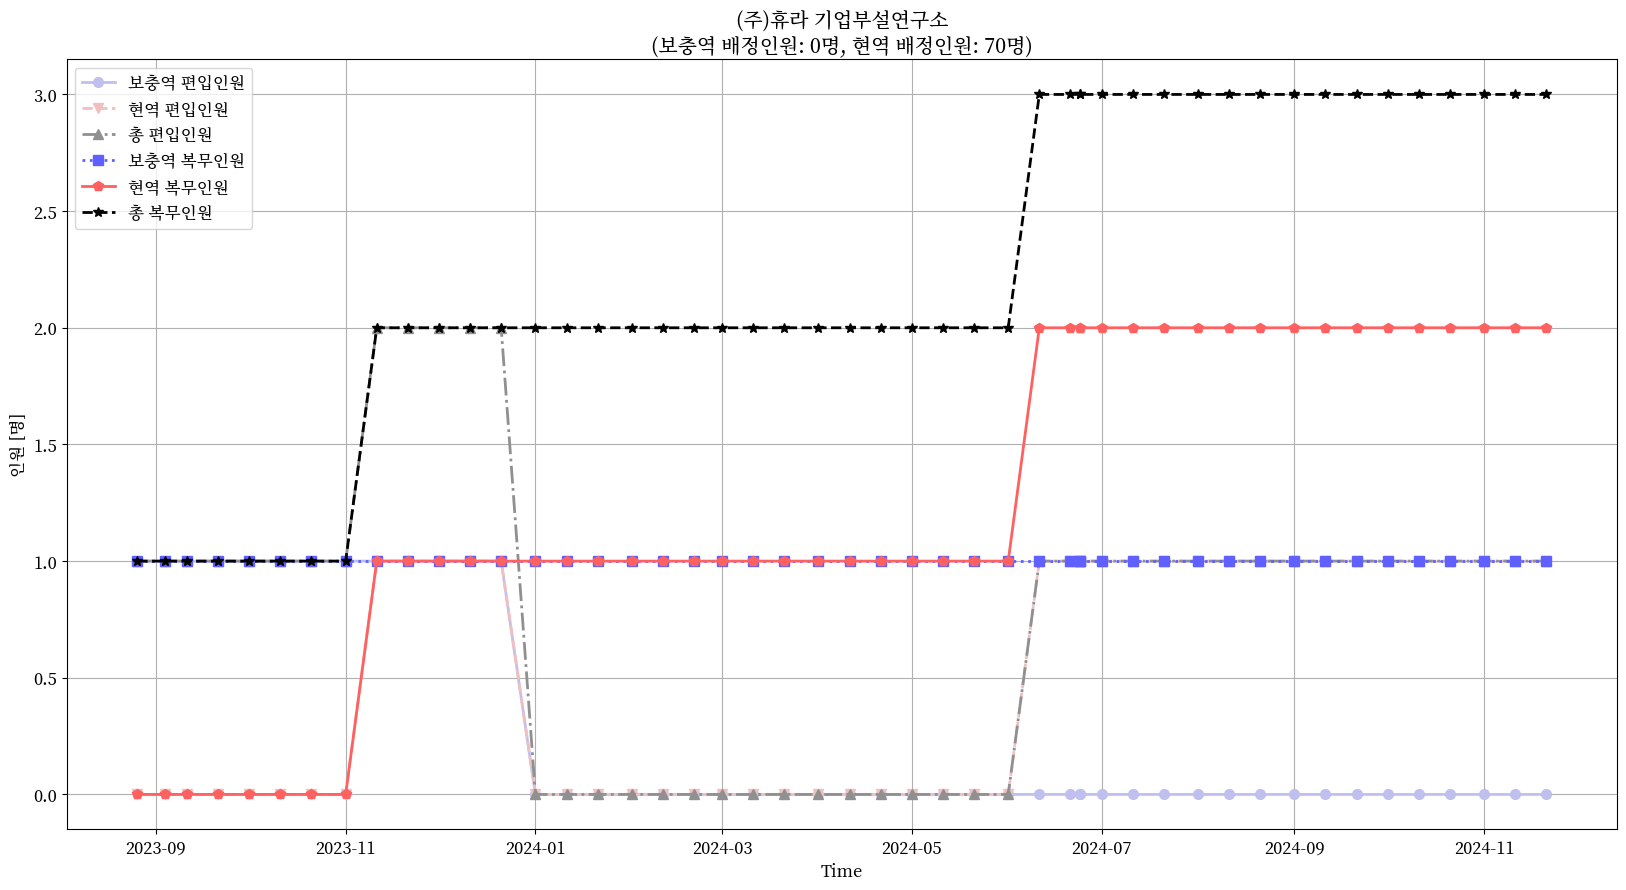 (주)휴라 기업부설연구소
(보충역 배정인원: 0명, 현역 배정인원: 70명)
보충역 편입인원
현역 편입인원
총 편입인원
보충역 복무인원
현역 복무인원
총 복무인원
3.0
2.5
2.0
1.5
1.0
0.5
0.0
인원 [명]
2023-09 2023-11 2024-01 2024-03 2024-05 2024-07 2024-09 2024-11
Time